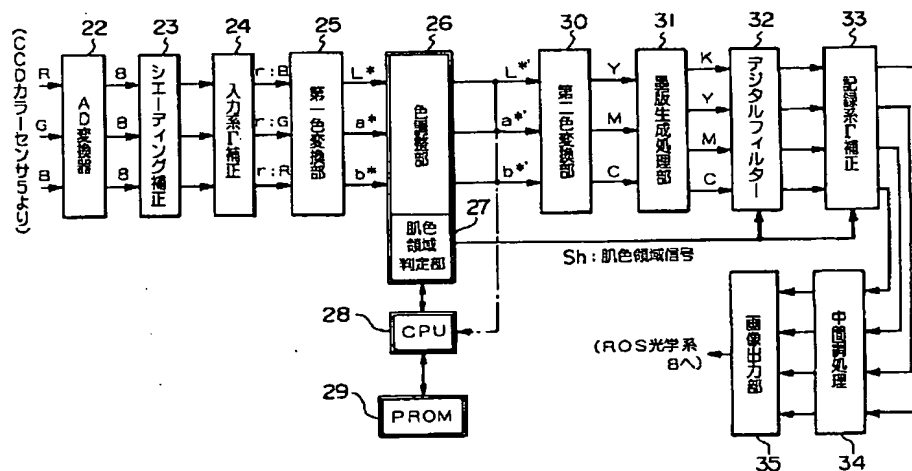 22
23
24
25
26
30
31
32
33
(CCDカラーセンサ5より)
R
G
B
AD変換器
8
8
8
シェーディング補正
入力系Γ補正
r:B
r:G
r:R
第一色変換部
L*
a*
b*
色調整部
肌色
領域
判定部
27
L*'
a*'
b*'
第二色変換部
Y
M
C
墨版生成処理部
K
Y
M
C
デジタルフィルター
記録系Γ補正
Sh:肌色領域信号
28
CPU
29
PROM
(ROS光学系
8へ)
画像出力部
中間調処理
35
34